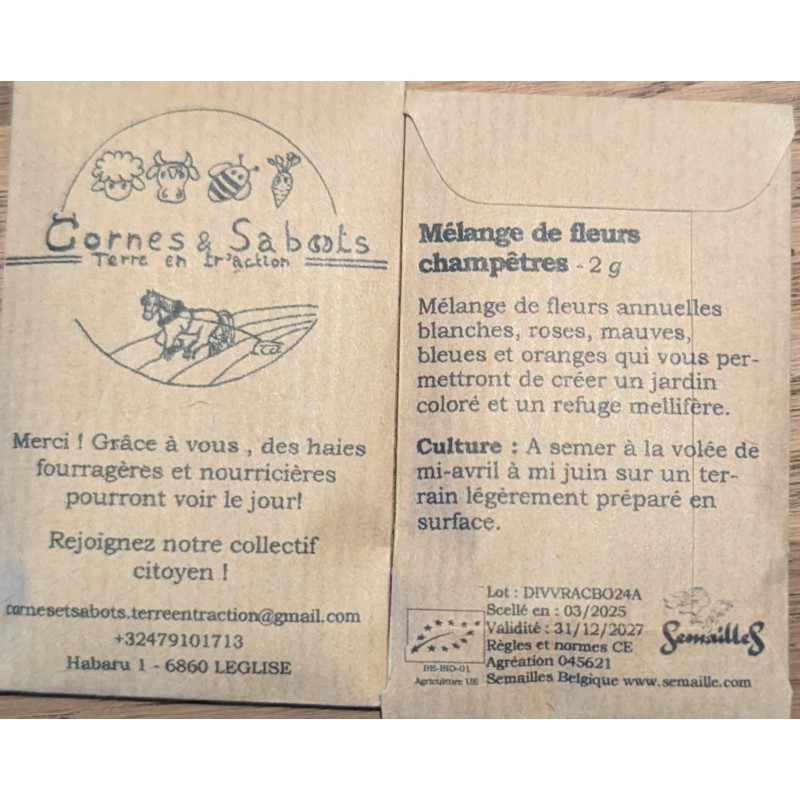 Cornes & Sabots
Terre en tr'action
Merci ! Grâce à vous , des haies
fourragères et nourricières
pourront voir le jour!
Rejoignez notre collectif
citoyen !
cornesetsabots.terreentraction@gmail.com
+32479101713
Habaru 1 - 6860 LEGLISE
Mélange de fleurs
champêtres - 2 g
Mélange de fleurs annuelles
blanches, roses, mauves,
bleues et oranges qui vous per-
mettront de créer un jardin
coloré et un refuge mellifère.
Culture : A semer à la volée de
mi-avril à mi juin sur un ter-
rain légèrement préparé en
surface.
Lot : DIVVRACBO24A
Scellé en : 03/2025
Validité : 31/12/2027
Règles et normes CE
Agréation 045621
Semailles Belgique www.semaille.com
BE-BIO-01
Agriculture UE
Semailles